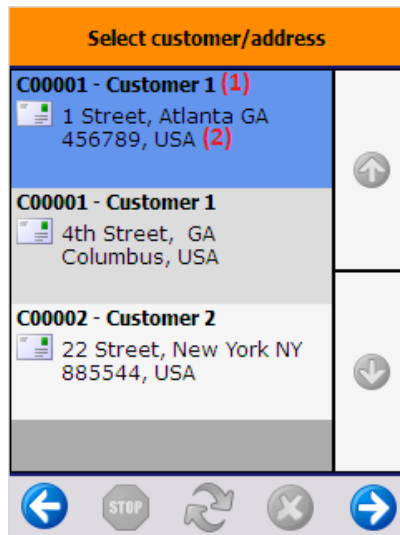 Select customer/address
C00001 - Customer 1 (1)
1 Street, Atlanta GA
456789, USA (2)
C00001 - Customer 1
4th Street,  GA
Columbus, USA
C00002 - Customer 2
22 Street, New York NY
885544, USA
STOP